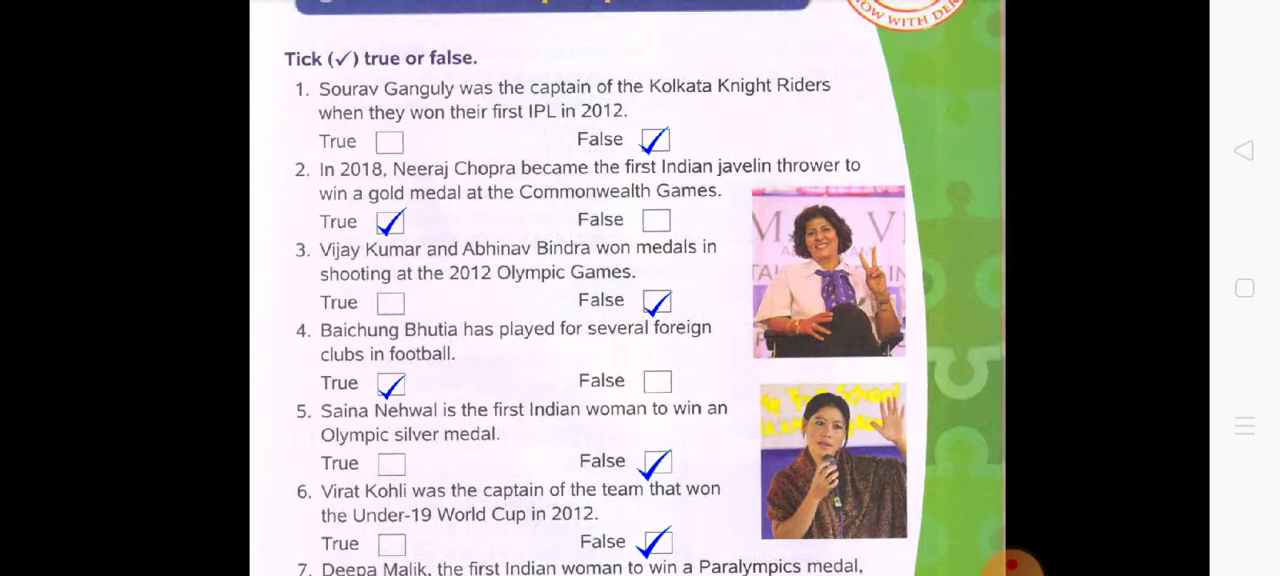 OW WITH DER
Tick (✓) true or false.
1. Sourav Ganguly was the captain of the Kolkata Knight Riders
when they won their first IPL in 2012.
True False ✓
2. In 2018, Neeraj Chopra became the first Indian javelin thrower to
win a gold medal at the Commonwealth Games.
True ✓ False
3. Vijay Kumar and Abhinav Bindra won medals in
shooting at the 2012 Olympic Games.
True False ✓
4. Baichung Bhutia has played for several foreign
clubs in football.
True ✓ False
5. Saina Nehwal is the first Indian woman to win an
Olympic silver medal.
True False ✓
6. Virat Kohli was the captain of the team that won
the Under-19 World Cup in 2012.
True False ✓
7. Deepa Malik, the first Indian woman to win a Paralympics medal,